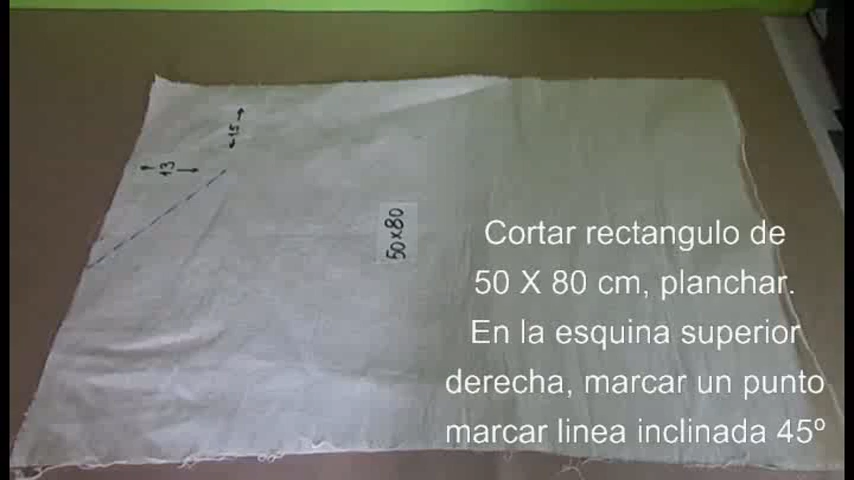 15
13
50x80
Cortar rectangulo de
50 X 80 cm, planchar.
En la esquina superior
derecha, marcar un punto
marcar linea inclinada 45º